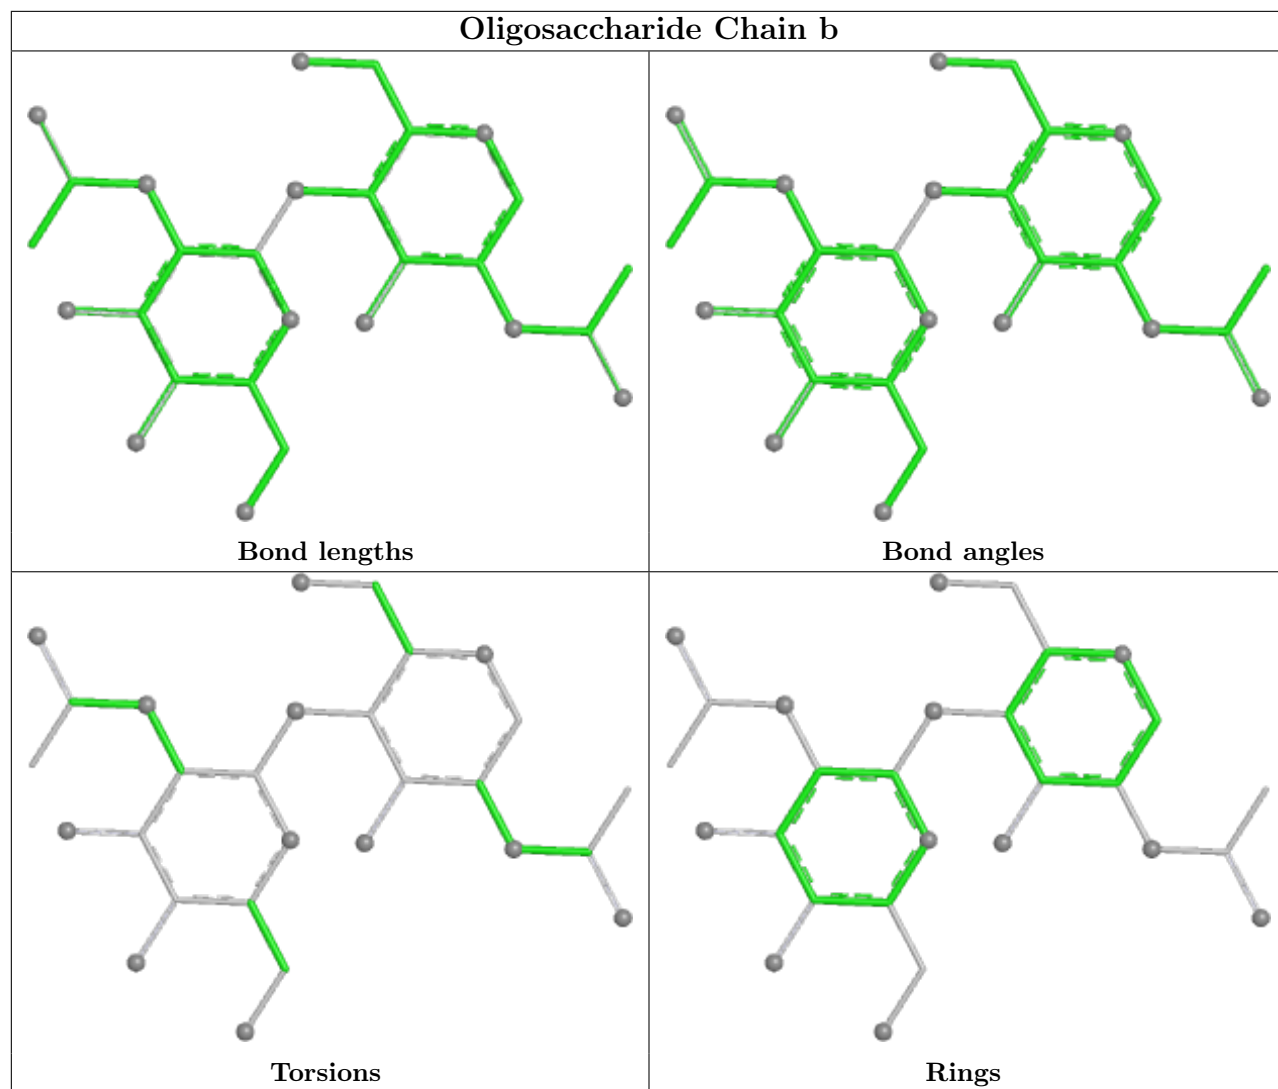 Oligosaccharide Chain b
Bond lengths
Bond angles
Torsions
Rings